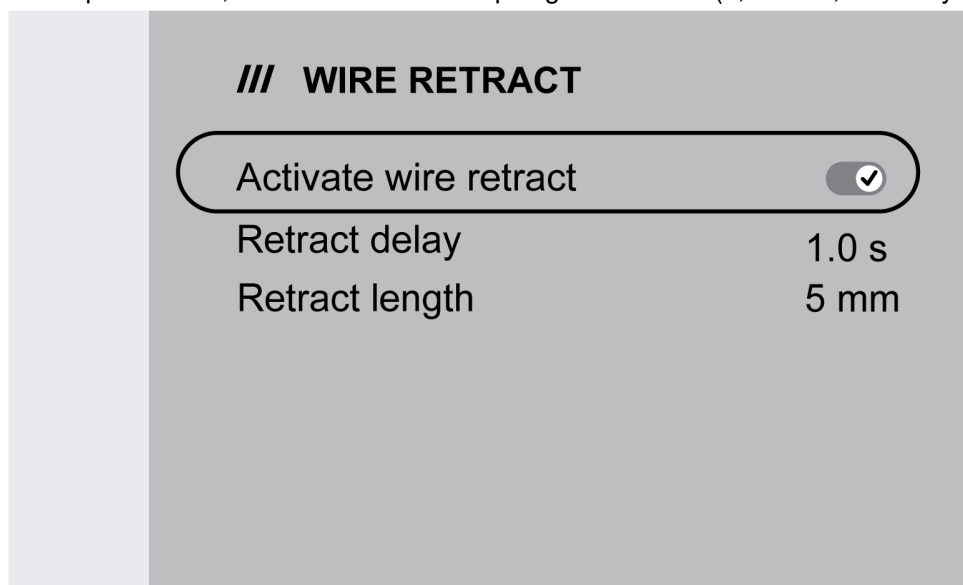 /// WIRE RETRACT
Activate wire retract
Retract delay 1.0 s
Retract length 5 mm